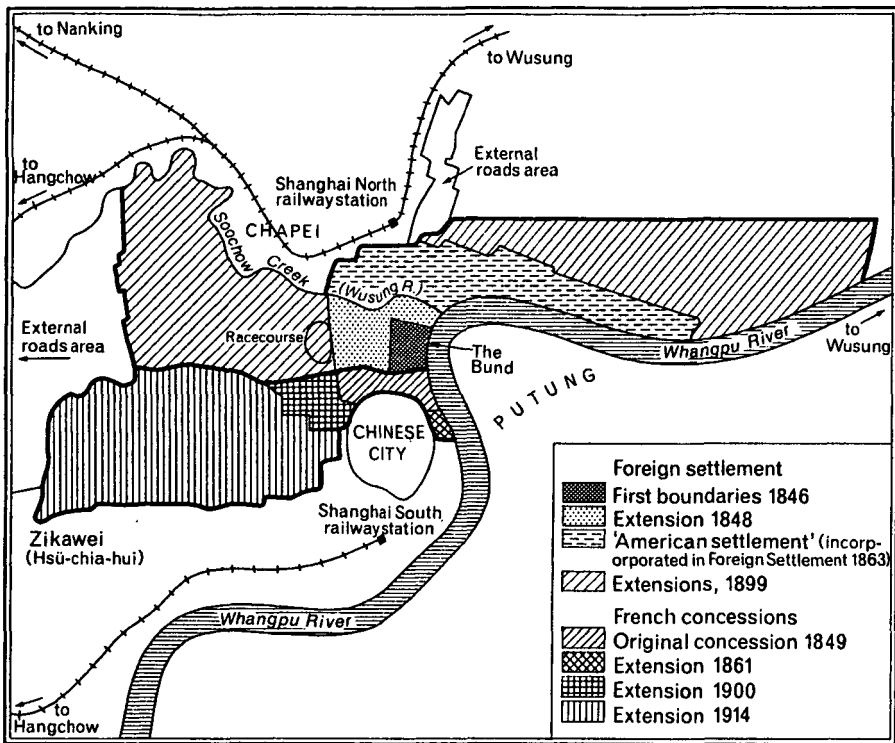 to Nanking
to Wusung
to
Hangchow
External
roads area
Shanghai North
railway station
CHAPEI
Soochow
Creek
(Wusung R.)
External
roads area
Racecourse
The
Bund
Whangpu River
to
Wusung
PUTUNG
CHINESE
CITY
Zikawei
(Hsü-chia-hui)
Shanghai South
railway station
Whangpu River
to
Hangchow
Foreign settlement
First boundaries 1846
Extension 1848
'American settlement' (incorp-
orporated in Foreign Settlement 1863)
Extensions, 1899
French concessions
Original concession 1849
Extension 1861
Extension 1900
Extension 1914